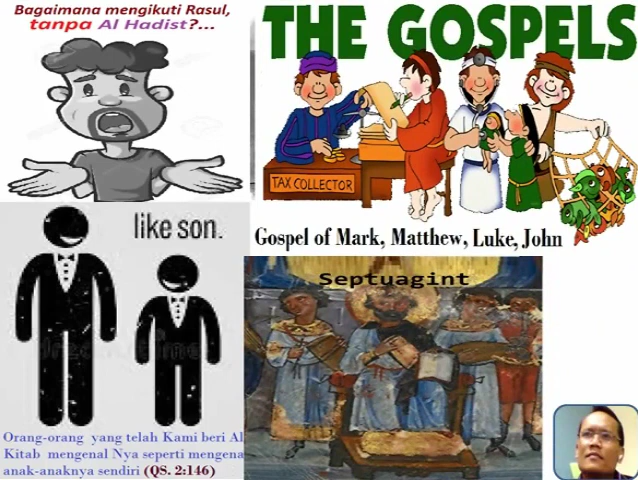 Bagaimana mengikuti Rasul,
tanpa Al Hadist?...
THE GOSPELS
TAX COLLECTOR
Gospel of Mark, Matthew, Luke, John
like son.
Septuagint
Orang-orang yang telah Kami beri Al
Kitab mengenal Nya seperti mengena
anak-anaknya sendiri (QS. 2:146)